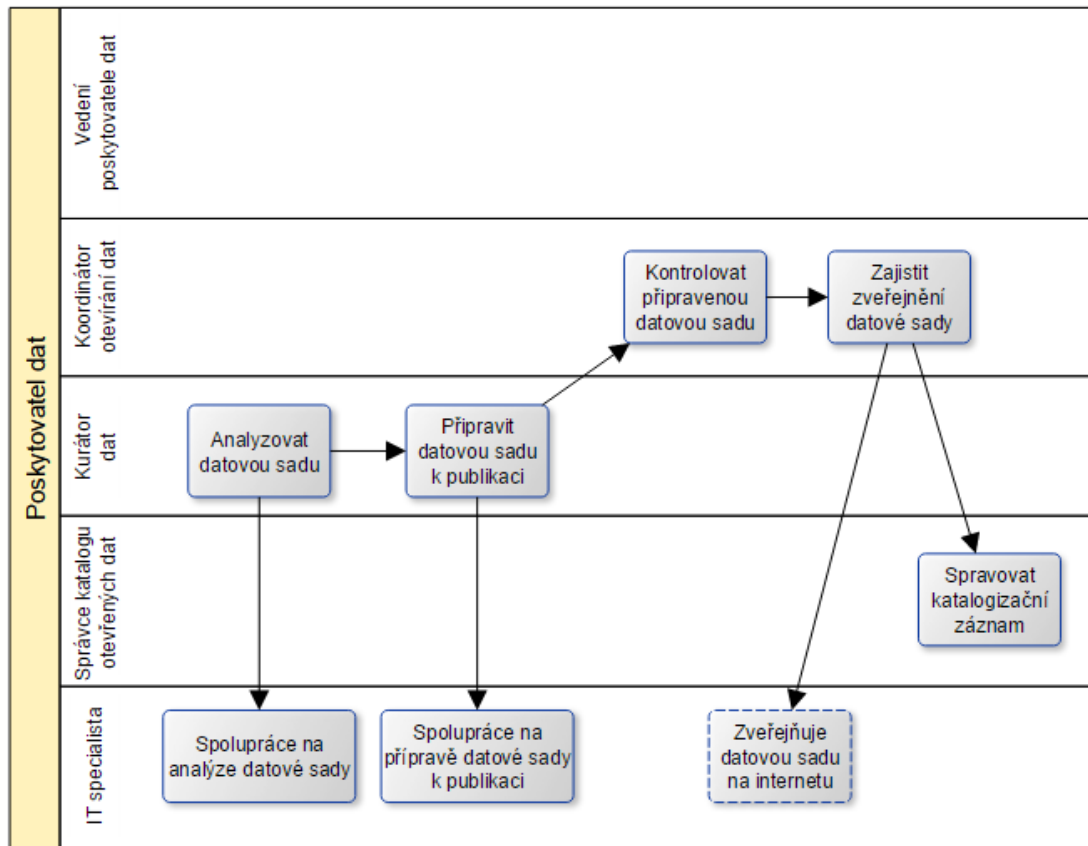 Poskytovatel dat
Vedení
poskytovatele dat
Koordinátor
otevírání dat
Kontrolovat
připravenou
datovou sadu
Zajistit
zveřejnění
datové sady
Kurátor
dat
Analyzovat
datovou sadu
Připravit
datovou sadu
k publikaci
Správce katalogu
otevřených dat
Spravovat
katalogizační
záznam
IT specialista
Spolupráce na
analýze datové sady
Spolupráce na
přípravě datové sady
k publikaci
Zveřejňuje
datovou sadu
na internetu